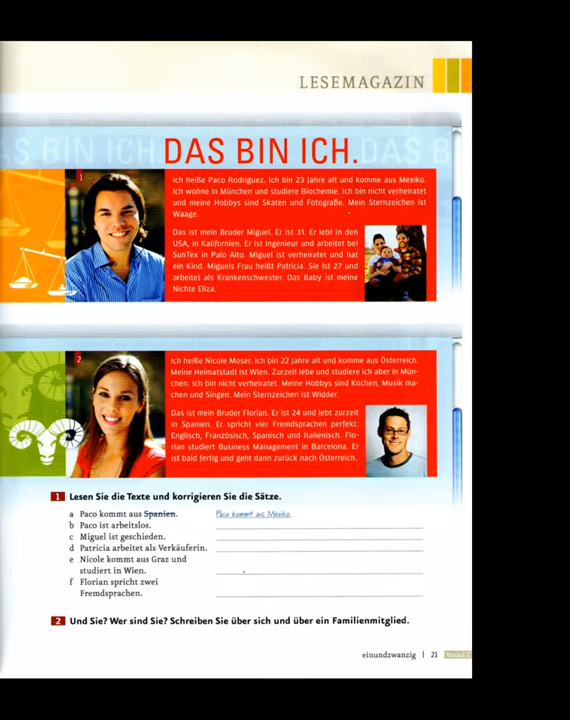 LESEMAGAZIN
DAS BIN ICH.
1
Ich heiße Paco Rodriguez. Ich bin 23 Jahre alt und komme aus Mexiko.
Ich wohne in München und studiere Biochemie. Ich bin nicht verheiratet
und meine Hobbys sind Skaten und Fotografie. Mein Sternzeichen ist
Waage.
Das ist mein Bruder Miguel. Er ist 31. Er lebt in den
USA, in Kalifornien. Er ist Ingenieur und arbeitet bei
SunTex in Palo Alto. Miguel ist verheiratet und hat
ein Kind. Miguels Frau heißt Patricia. Sie ist 27 und
arbeitet als Krankenschwester. Das Baby ist meine
Nichte Eliza.
2
Ich heiße Nicole Moser. Ich bin 22 Jahre alt und komme aus Österreich.
Meine Heimatstadt ist Wien. Zurzeit lebe und studiere ich aber in Mün-
chen. Ich bin nicht verheiratet. Meine Hobbys sind Kochen, Musik ma-
chen und Singen. Mein Sternzeichen ist Widder.
Das ist mein Bruder Florian. Er ist 24 und lebt zurzeit
in Spanien. Er spricht vier Fremdsprachen perfekt:
Englisch, Französisch, Spanisch und Italienisch. Flo-
rian studiert Business Management in Barcelona. Er
ist bald fertig und geht dann zurück nach Österreich.
1 Lesen Sie die Texte und korrigieren Sie die Sätze.
a Paco kommt aus Spanien. Paco kommt aus Mexiko.
b Paco ist arbeitslos.
c Miguel ist geschieden.
d Patricia arbeitet als Verkäuferin.
e Nicole kommt aus Graz und
studiert in Wien.
f Florian spricht zwei
Fremdsprachen.
2 Und Sie? Wer sind Sie? Schreiben Sie über sich und über ein Familienmitglied.
einundzwanzig | 21 Modul 1